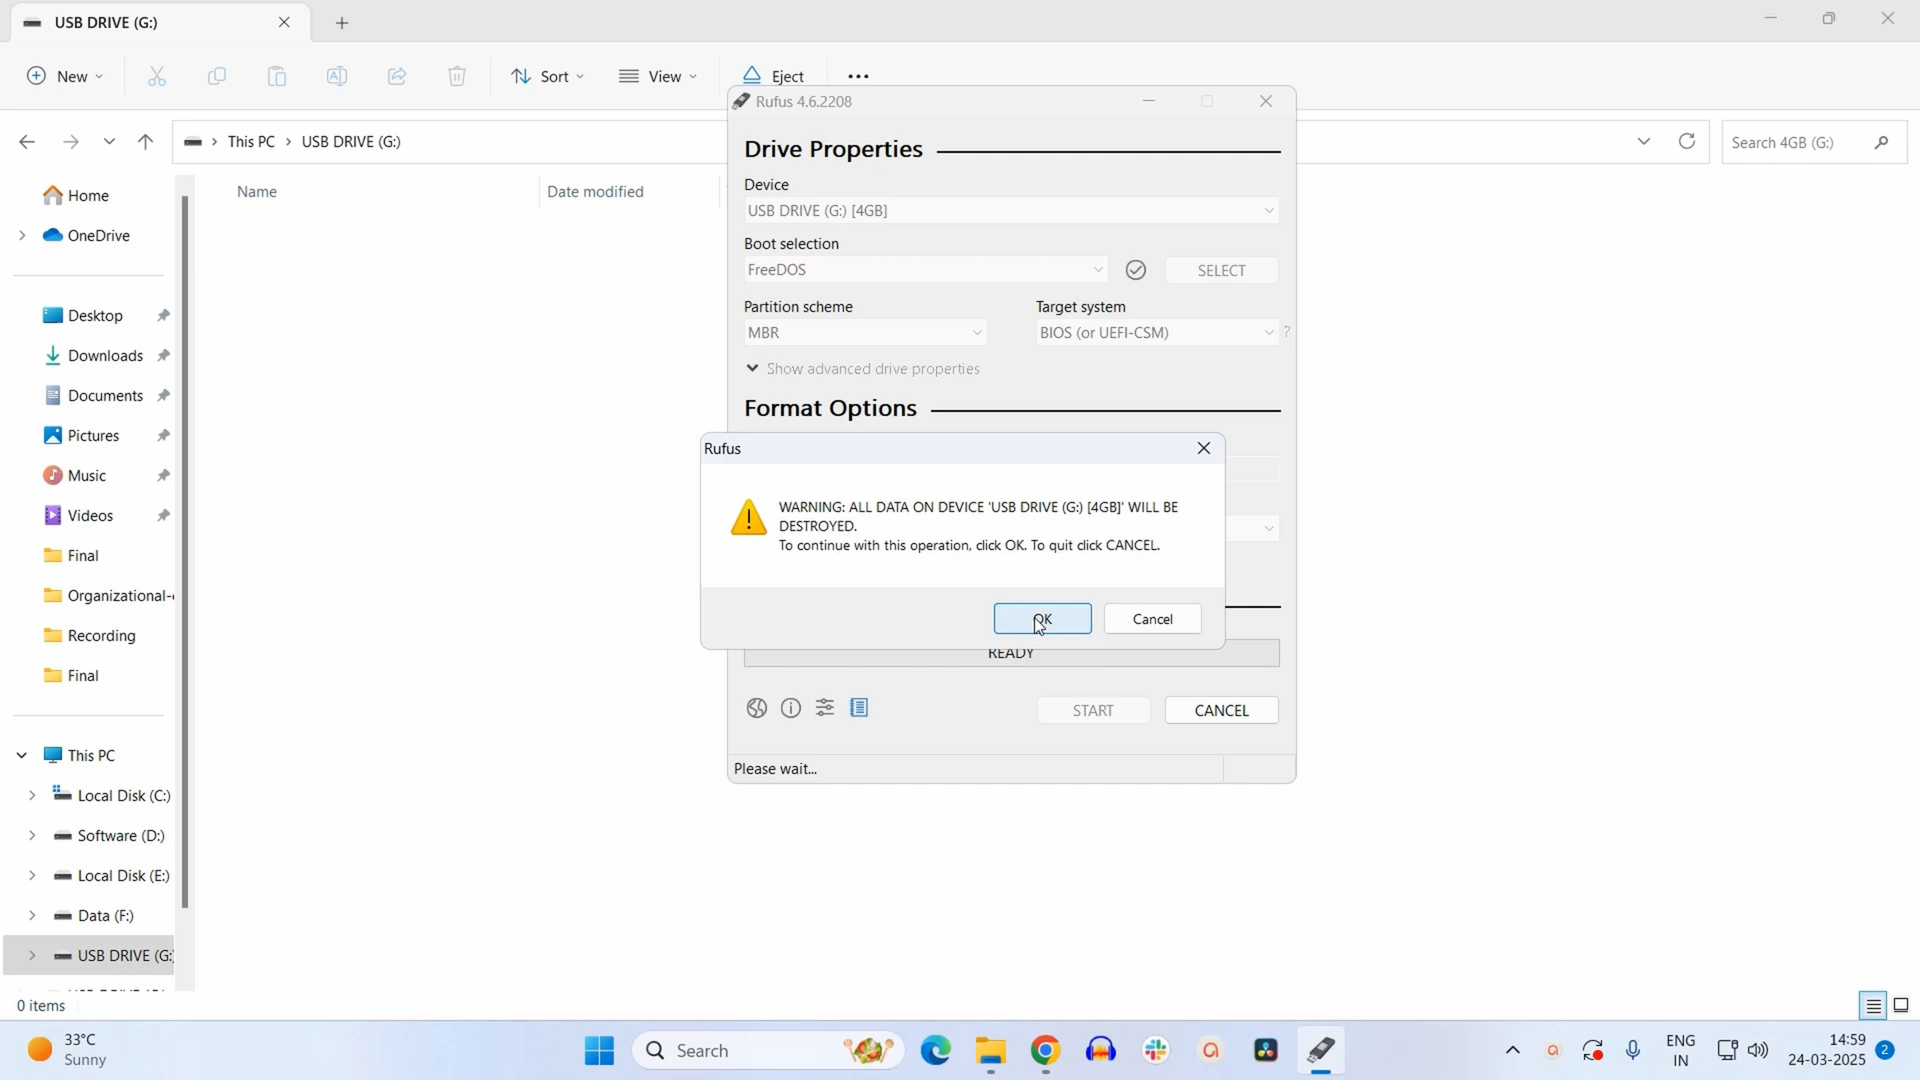 USB DRIVE (G:)
New
Sort
View
Eject
This PC
USB DRIVE (G:)
Search 4GB (G:)
Home
OneDrive
Desktop
Downloads
Documents
Pictures
Music
Videos
Final
Organizational-
Recording
Final
This PC
Local Disk (C:)
Software (D:)
Local Disk (E:)
Data (F:)
USB DRIVE (G:
0 items
Name
Date modified
Rufus 4.6.2208
Drive Properties
Device
USB DRIVE (G:) [4GB]
Boot selection
FreeDOS
SELECT
Partition scheme
Target system
MBR
BIOS (or UEFI-CSM)
?
Show advanced drive properties
Format Options
Rufus
WARNING: ALL DATA ON DEVICE 'USB DRIVE (G:) [4GB]' WILL BE
DESTROYED.
To continue with this operation, click OK. To quit click CANCEL.
OK
Cancel
READY
START
CANCEL
Please wait...
33°C
Sunny
Search
ENG
IN
14:59
24-03-2025
2